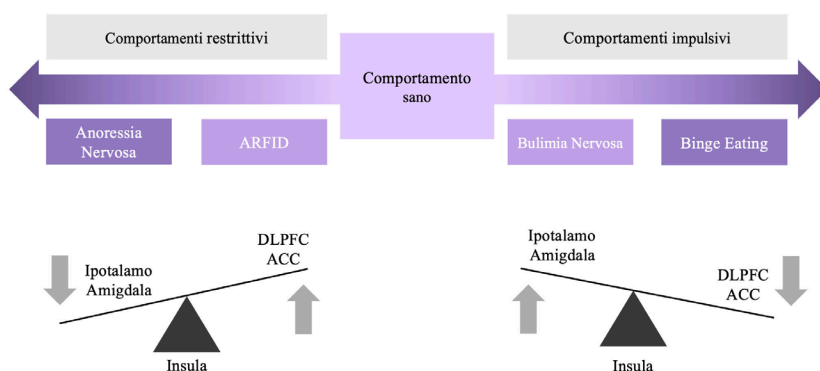 Comportamenti restrittivi
Comportamenti impulsivi
Comportamento
sano
Anoressia
Nervosa
ARFID
Bulimia Nervosa
Binge Eating
Ipotalamo
Amigdala
DLPFC
ACC
Insula
Ipotalamo
Amigdala
DLPFC
ACC
Insula